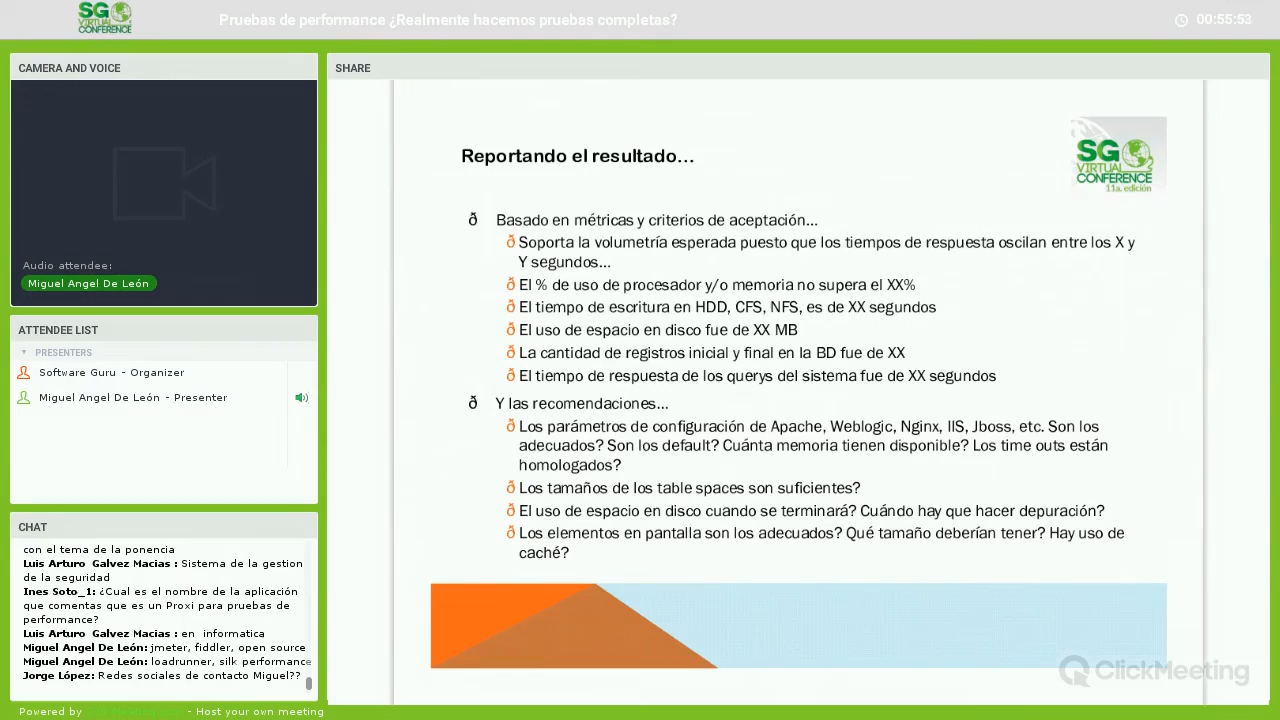 SG
VIRTUAL
CONFERENCE
Pruebas de performance ¿Realmente hacemos pruebas completas?
00:55:53
CAMERA AND VOICE
Audio attendee:
Miguel Angel De León
ATTENDEE LIST
PRESENTERS
Software Guru - Organizer
Miguel Angel De León - Presenter
CHAT
con el tema de la ponencia
Luis Arturo Galvez Macias : Sistema de la gestion
de la seguridad
Ines Soto_1: ¿Cual es el nombre de la aplicación
que comentas que es un Proxi para pruebas de
performance?
Luis Arturo Galvez Macias : en informatica
Miguel Angel De León: jmeter, fiddler, open source
Miguel Angel De León: loadrunner, silk performance
Jorge López: Redes sociales de contacto Miguel??
Powered by - Host your own meeting
SHARE
Reportando el resultado...
SG
VIRTUAL
CONFERENCE
11a. edición
ð Basado en métricas y criterios de aceptación...
ð Soporta la volumetría esperada puesto que los tiempos de respuesta oscilan entre los X y
Y segundos...
ð El % de uso de procesador y/o memoria no supera el XX%
ð El tiempo de escritura en HDD, CFS, NFS, es de XX segundos
ð El uso de espacio en disco fue de XX MB
ð La cantidad de registros inicial y final en la BD fue de XX
ð El tiempo de respuesta de los querys del sistema fue de XX segundos
ð Y las recomendaciones...
ð Los parámetros de configuración de Apache, Weblogic, Nginx, IIS, Jboss, etc. Son los
adecuados? Son los default? Cuánta memoria tienen disponible? Los time outs están
homologados?
ð Los tamaños de los table spaces son suficientes?
ð El uso de espacio en disco cuando se terminará? Cuándo hay que hacer depuración?
ð Los elementos en pantalla son los adecuados? Qué tamaño deberían tener? Hay uso de
caché?
ClickMeeting